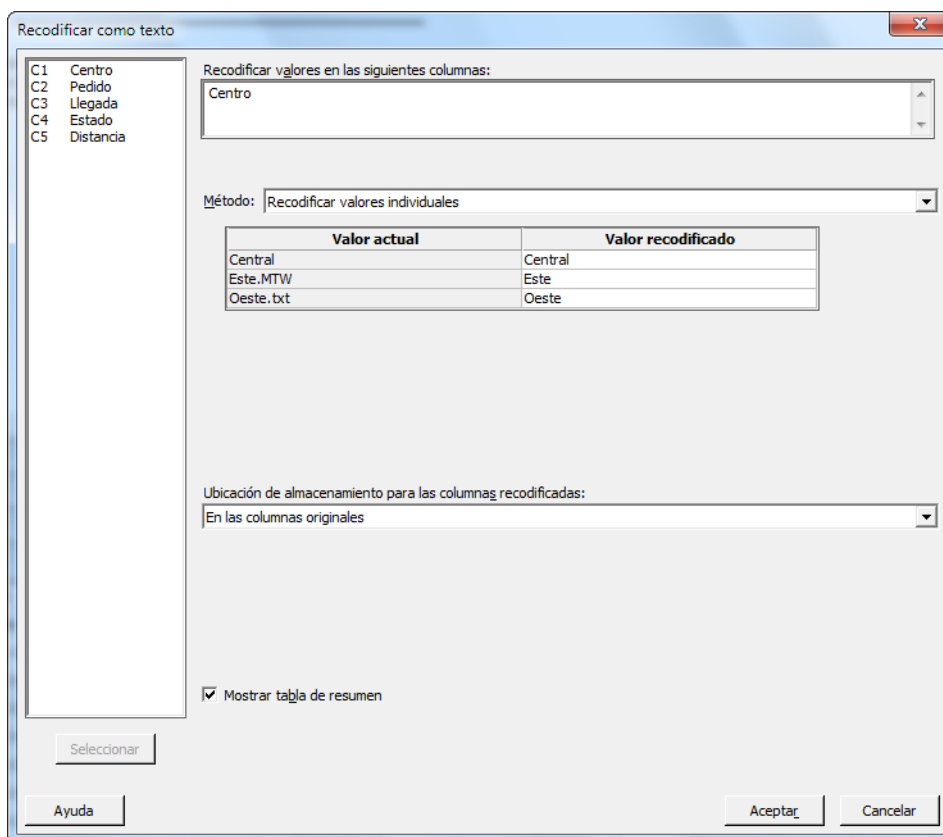 Recodificar como texto
C1 Centro
C2 Pedido
C3 Llegada
C4 Estado
C5 Distancia
Recodificar valores en las siguientes columnas:
Centro
Método: Recodificar valores individuales
Valor actual Valor recodificado
Central Central
Este.MTW Este
Oeste.txt Oeste
Ubicación de almacenamiento para las columnas recodificadas:
En las columnas originales
Mostrar tabla de resumen
Seleccionar
Ayuda Aceptar Cancelar